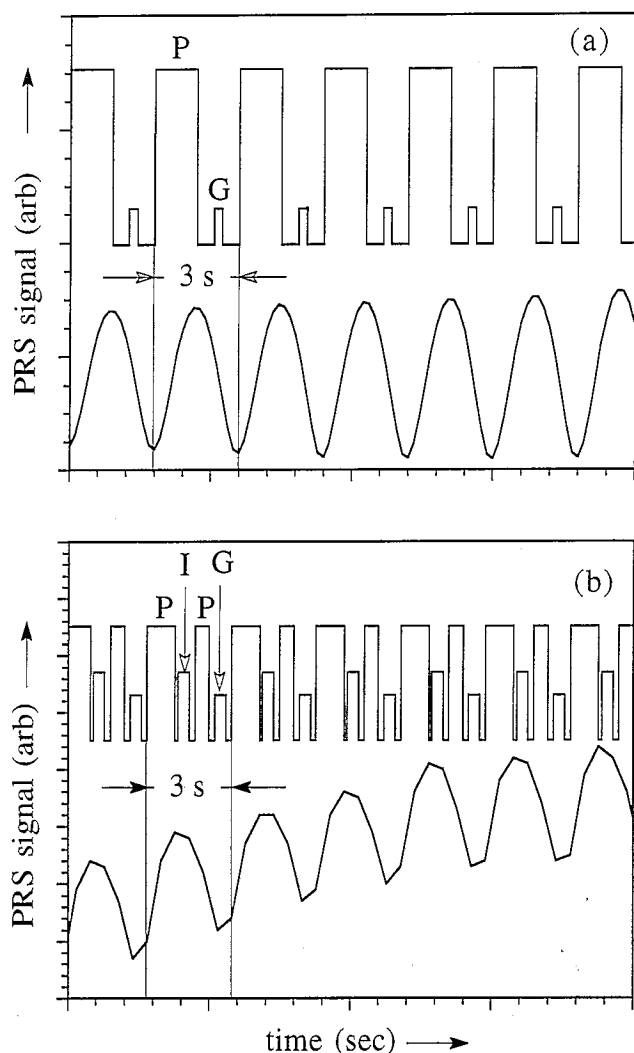 (a)
P
G
3 s
PRS signal (arb)
I G
(b)
P P
3 s
PRS signal (arb)
time (sec)